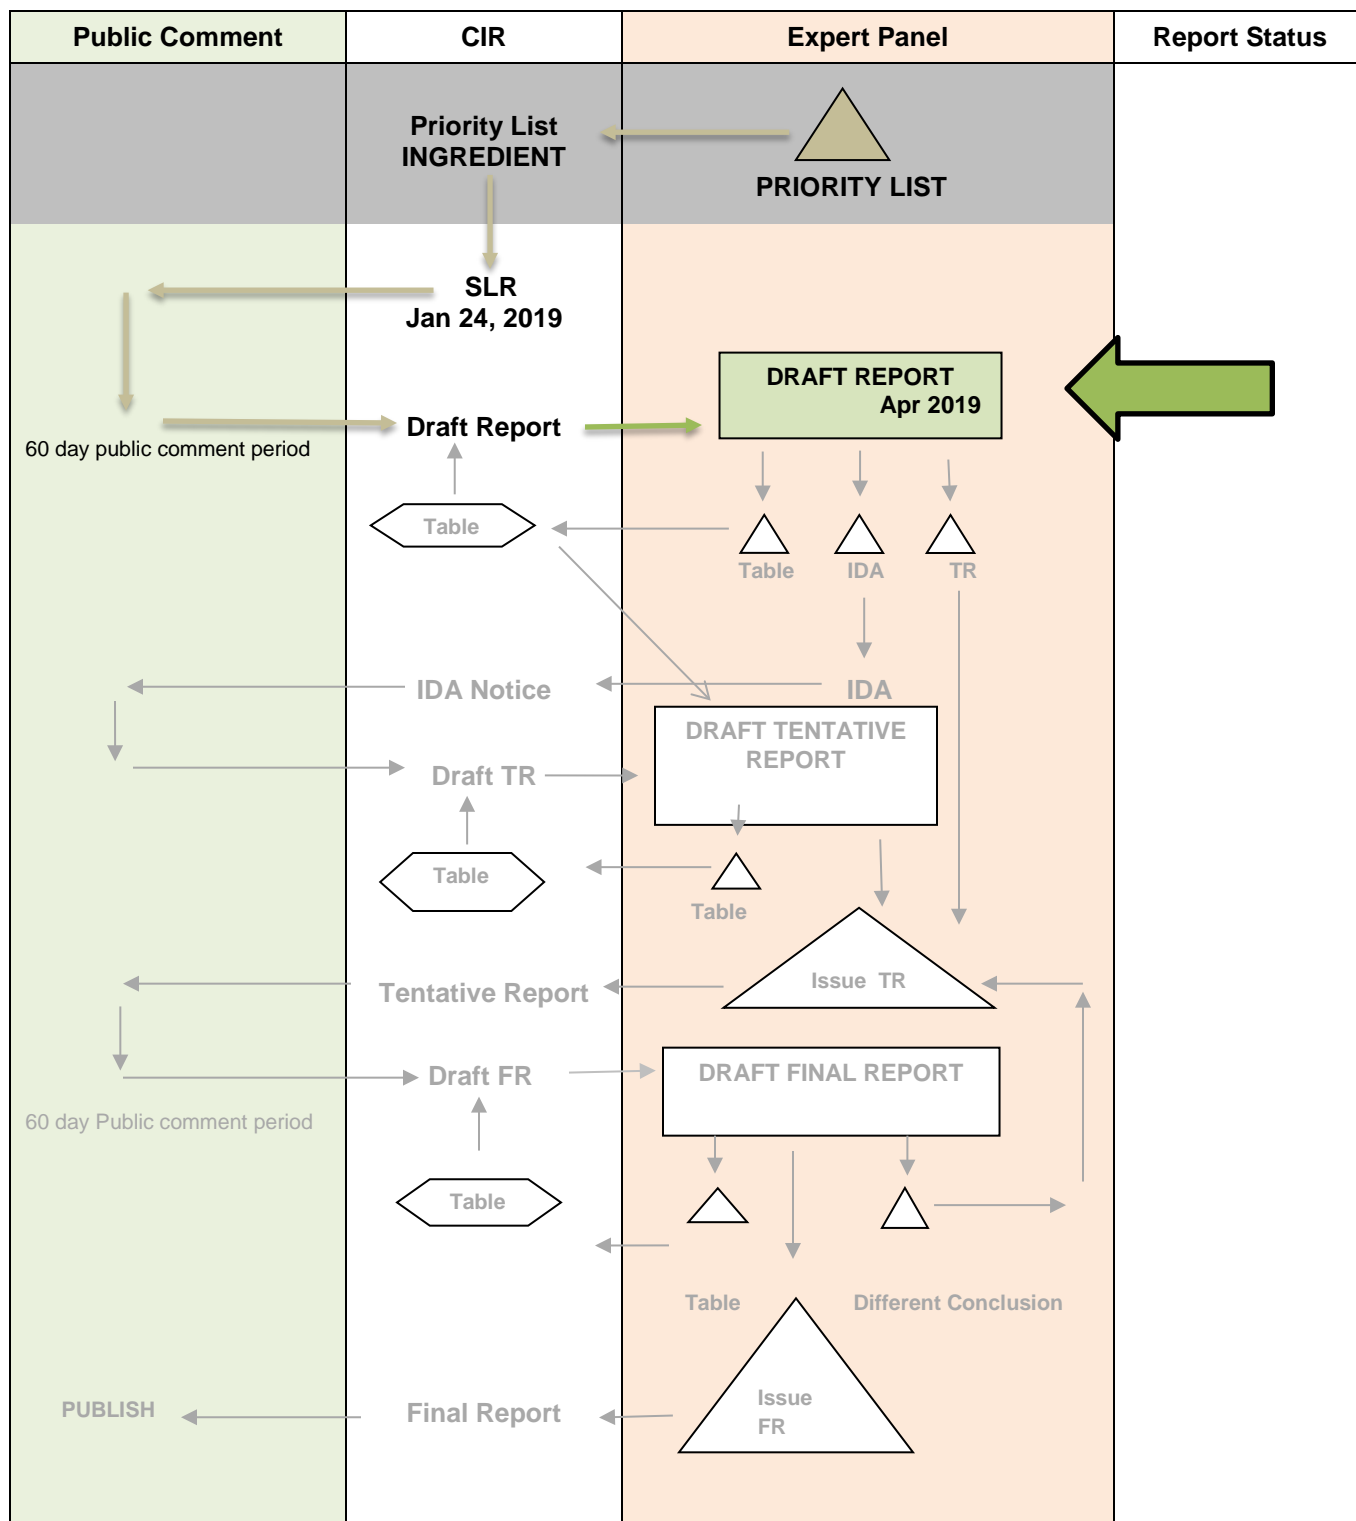 Public Comment
CIR
Expert Panel
Report Status
Priority List
INGREDIENT
PRIORITY LIST
SLR
Jan 24, 2019
DRAFT REPORT
Apr 2019
60 day public comment period
Draft Report
Table
Table
IDA
TR
IDA Notice
IDA
DRAFT TENTATIVE
REPORT
Draft TR
Table
Table
Issue TR
Tentative Report
Draft FR
DRAFT FINAL REPORT
60 day Public comment period
Table
Table
Different Conclusion
PUBLISH
Final Report
Issue
FR